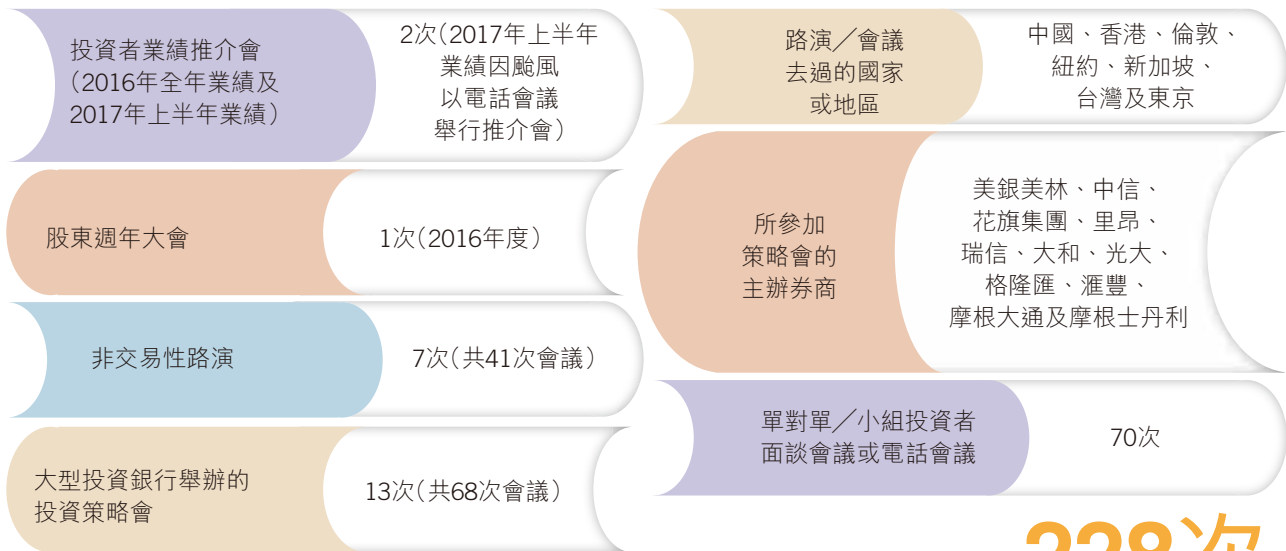 投資者業績推介會
（2016年全年業績及
2017年上半年業績）
2次（2017年上半年
業績因颱風
以電話會議
舉行推介會）
股東週年大會
1次（2016年度）
非交易性路演
7次（共41次會議）
大型投資銀行舉辦的
投資策略會
13次（共68次會議）
路演／會議
去過的國家
或地區
中國、香港、倫敦、
紐約、新加坡、
台灣及東京
所參加
策略會的
主辦券商
美銀美林、中信、
花旗集團、里昂、
瑞信、大和、光大、
格隆匯、滙豐、
摩根大通及摩根士丹利
單對單／小組投資者
面談會議或電話會議
70次